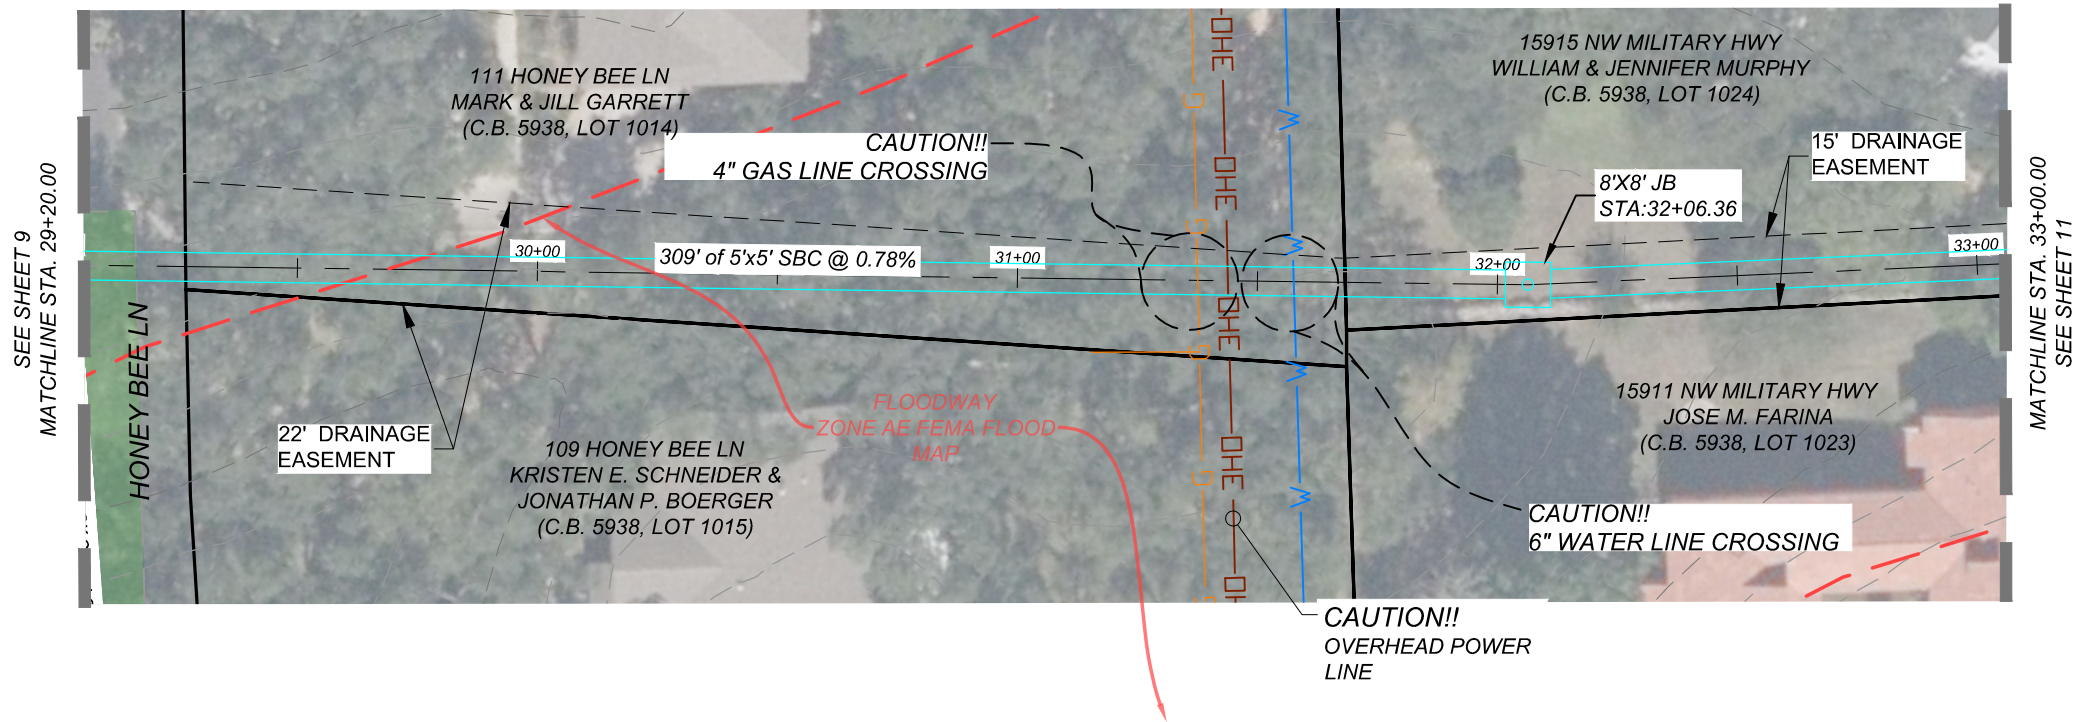 SEE SHEET 9
MATCHLINE STA. 29+20.00
HONEY BEE LN
111 HONEY BEE LN
MARK & JILL GARRETT
(C.B. 5938, LOT 1014)
CAUTION!!
4" GAS LINE CROSSING
15915 NW MILITARY HWY
WILLIAM & JENNIFER MURPHY
(C.B. 5938, LOT 1024)
15' DRAINAGE
EASEMENT
8'X8' JB
STA:32+06.36
30+00
309' of 5'x5' SBC @ 0.78%
31+00
32+00
33+00
22' DRAINAGE
EASEMENT
109 HONEY BEE LN
KRISTEN E. SCHNEIDER &
JONATHAN P. BOERGER
(C.B. 5938, LOT 1015)
FLOODWAY
ZONE AE FEMA FLOOD
MAP
OHE
OHE
OHE
OHE
W
W
W
W
15911 NW MILITARY HWY
JOSE M. FARINA
(C.B. 5938, LOT 1023)
CAUTION!!
6" WATER LINE CROSSING
CAUTION!!
OVERHEAD POWER
LINE
MATCHLINE STA. 33+00.00
SEE SHEET 11